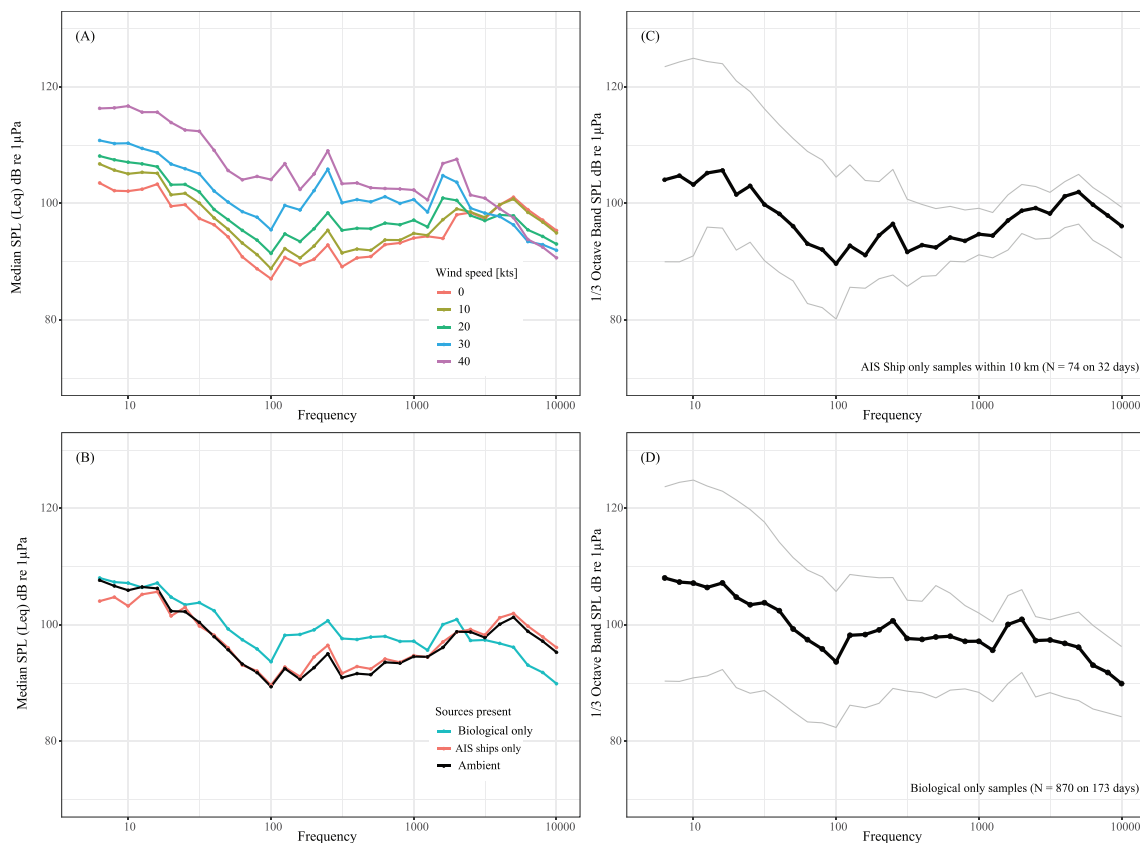 (A)
Median SPL (Leq) dB re 1µPa
120
100
80
Wind speed [kts]
0
10
20
30
40
10
100
1000
10000
Frequency
(C)
1/3 Octave Band SPL dB re 1µPa
120
100
80
AIS Ship only samples within 10 km (N = 74 on 32 days)
10
100
1000
10000
Frequency
(B)
Median SPL (Leq) dB re 1µPa
120
100
80
Sources present
Biological only
AIS ships only
Ambient
10
100
1000
10000
Frequency
(D)
1/3 Octave Band SPL dB re 1µPa
120
100
80
Biological only samples (N = 870 on 173 days)
10
100
1000
10000
Frequency